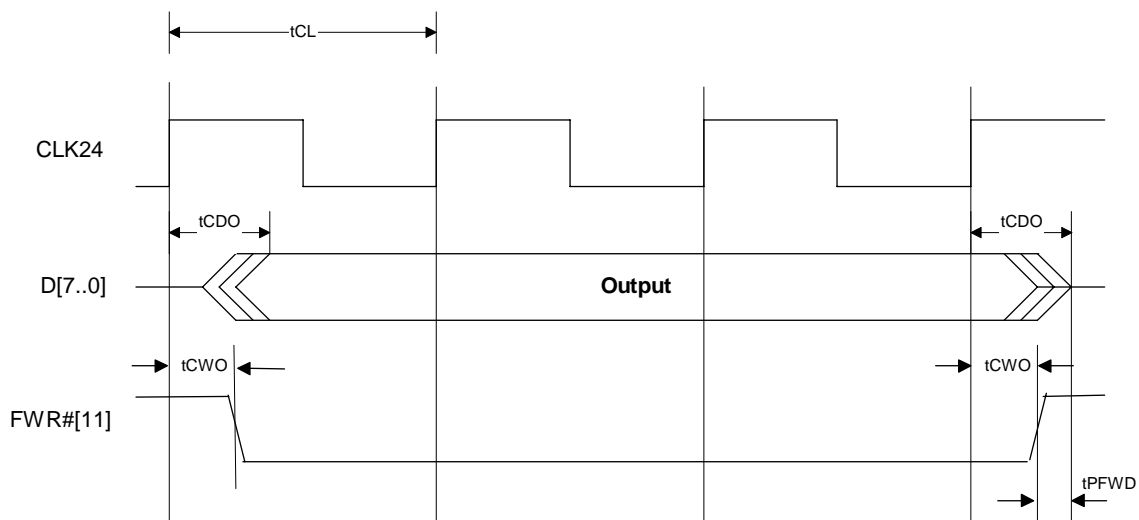 tCL
CLK24
tCDO
tCDO
D[7..0]
Output
tCWO
tCWO
FWR#[11]
tPFWD